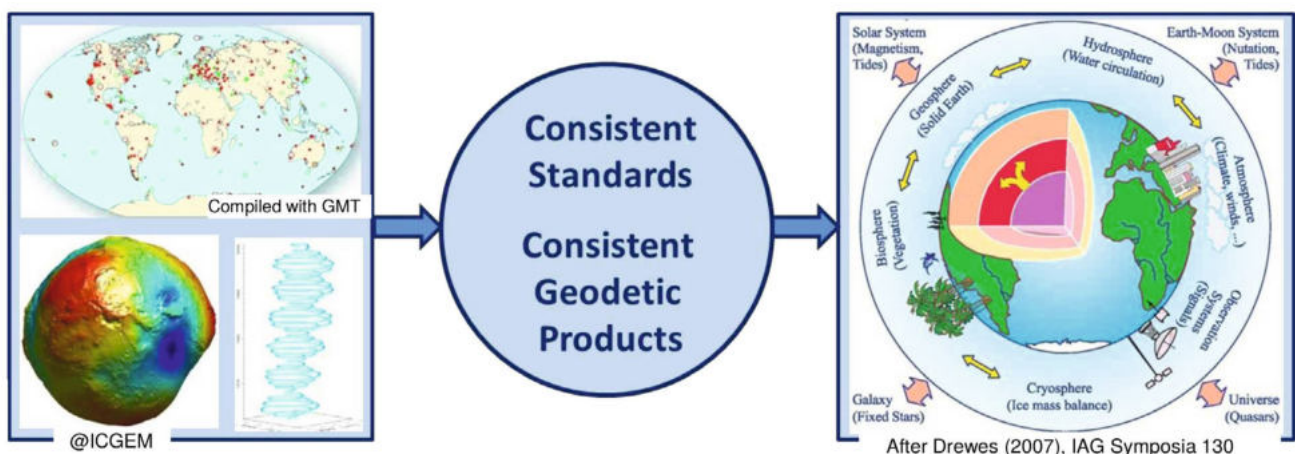 Compiled with GMT
@ICGEM
Consistent
Standards
Consistent
Geodetic
Products
Solar System
(Magnetism,
Tides)
Earth-Moon System
(Nutation,
Tides)
Hydrosphere
(Water circulation)
Geosphere
(Solid Earth)
Atmosphere
(Climate, winds, ...)
Biosphere
(Vegetation)
Observation
Systems
(Signals)
Cryosphere
(Ice mass balance)
Galaxy
(Fixed Stars)
Universe
(Quasars)
After Drewes (2007), IAG Symposia 130